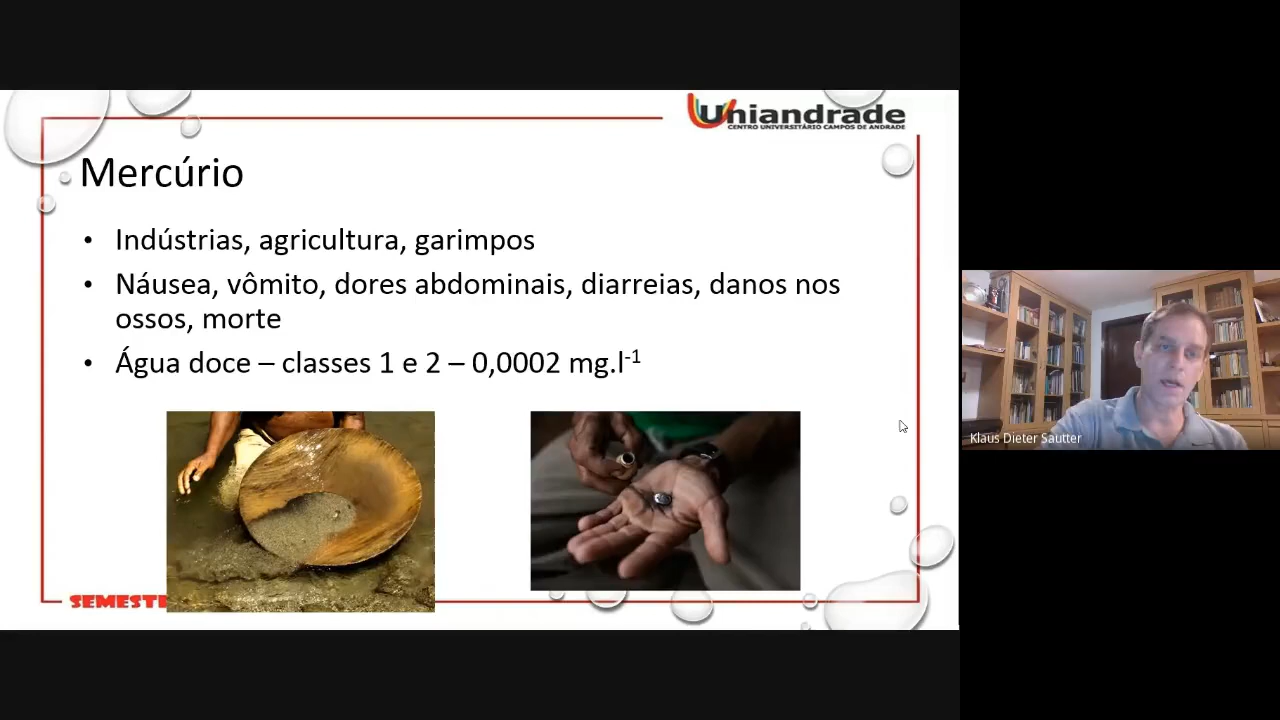 Uniandrade
CENTRO UNIVERSITÁRIO CAMPOS DE ANDRADE
Mercúrio
• Indústrias, agricultura, garimpos
• Náusea, vômito, dores abdominais, diarreias, danos nos
ossos, morte
• Água doce – classes 1 e 2 – 0,0002 mg.l⁻¹
Klaus Dieter Sautter